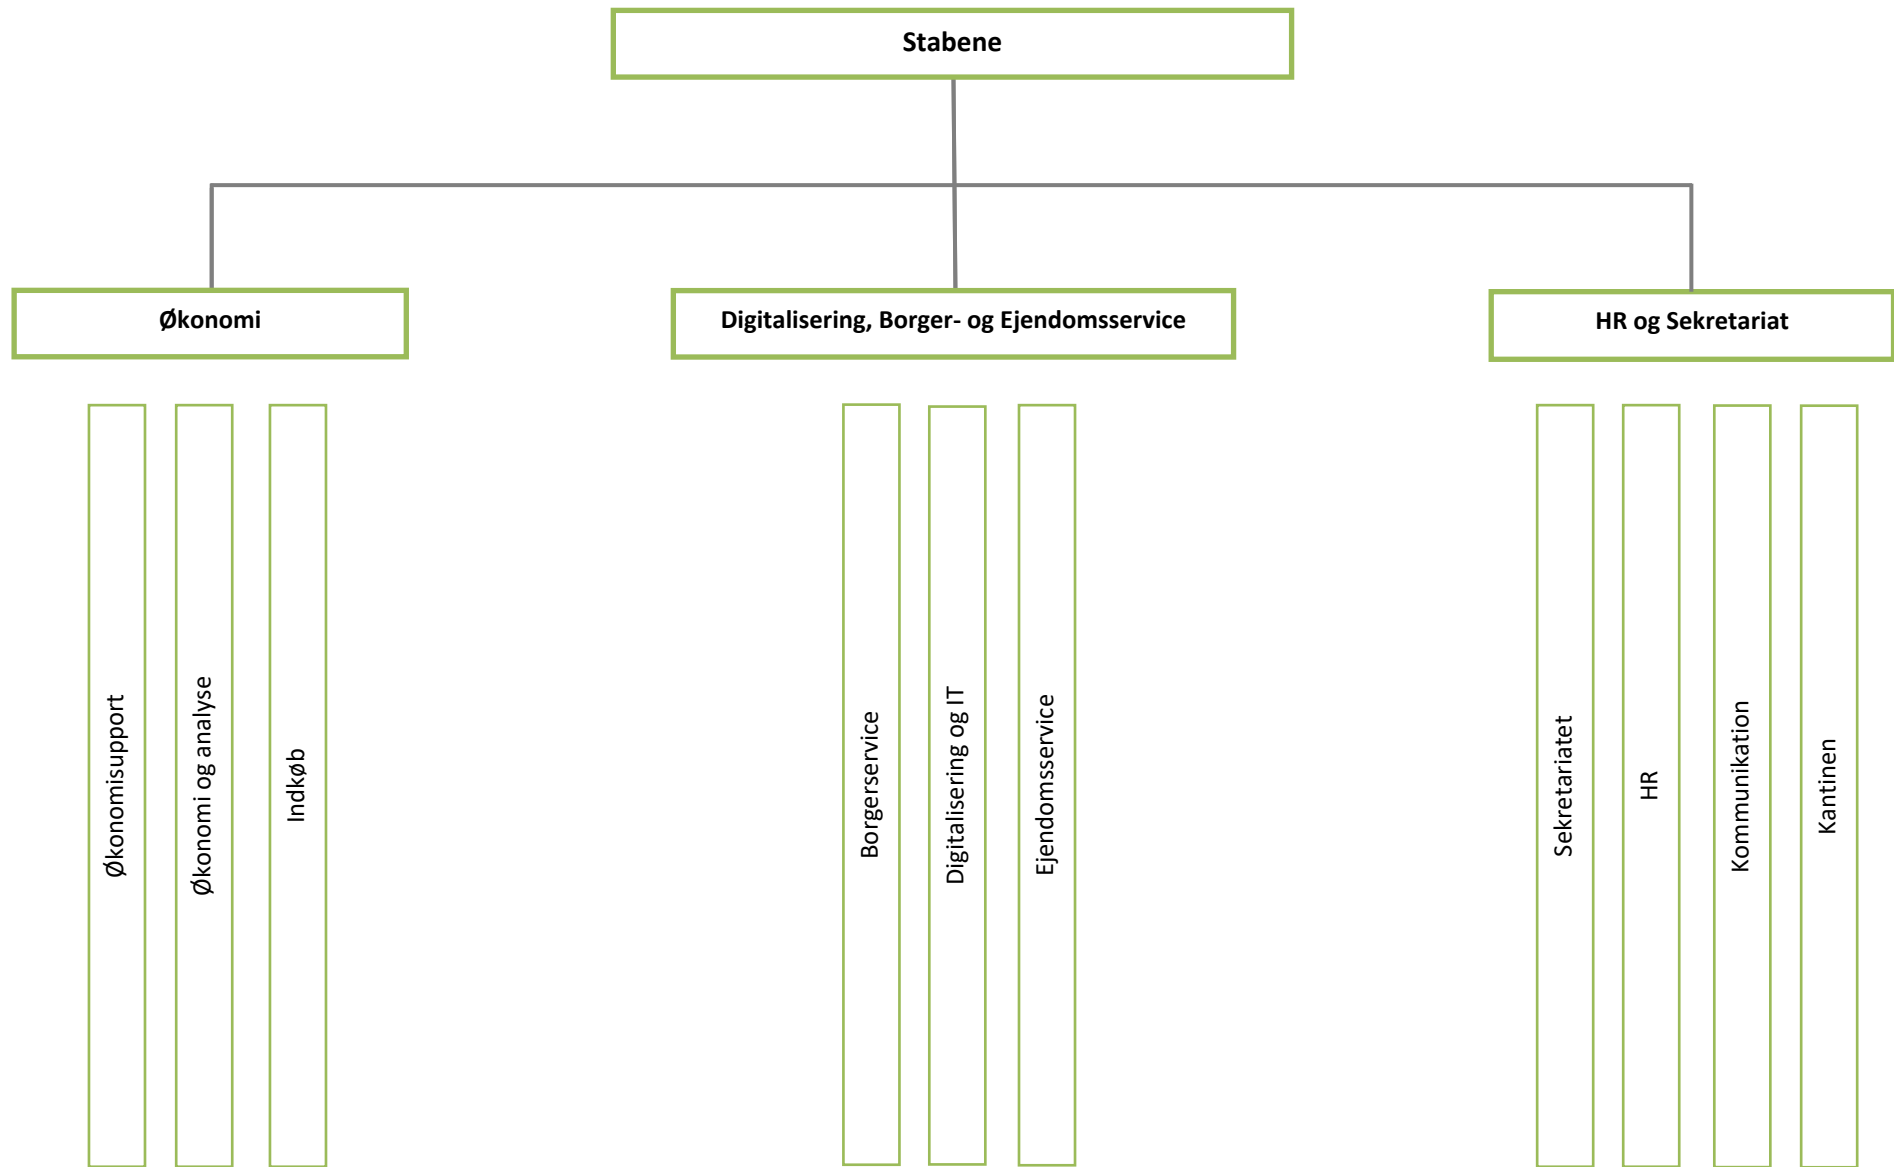 Stabene
Økonomi
Digitalisering, Borger- og Ejendomsservice
HR og Sekretariat
Økonomisupport
Økonomi og analyse
Indkøb
Borgerservice
Digitalisering og IT
Ejendomsservice
Sekretariatet
HR
Kommunikation
Kantinen